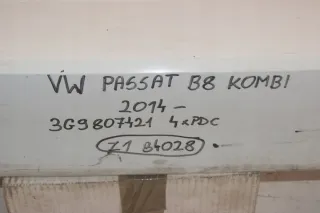 VW PASSAT B8 KOMBI
2014-
3G9807421 4xPDC
Z1 84028